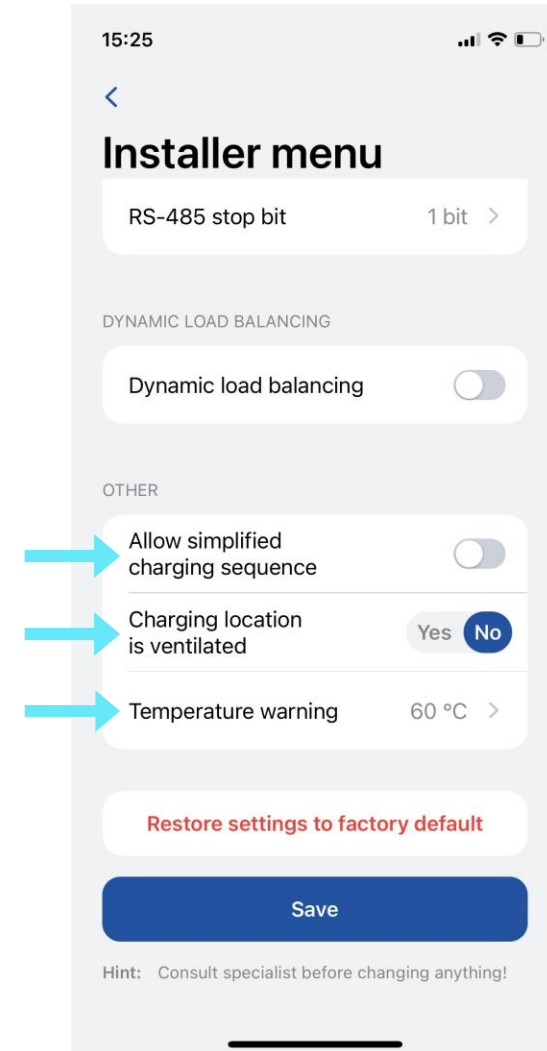 15:25
Installer menu
RS-485 stop bit 1 bit
DYNAMIC LOAD BALANCING
Dynamic load balancing
OTHER
Allow simplified
charging sequence
Charging location
is ventilated
Yes No
Temperature warning 60 °C
Restore settings to factory default
Save
Hint: Consult specialist before changing anything!